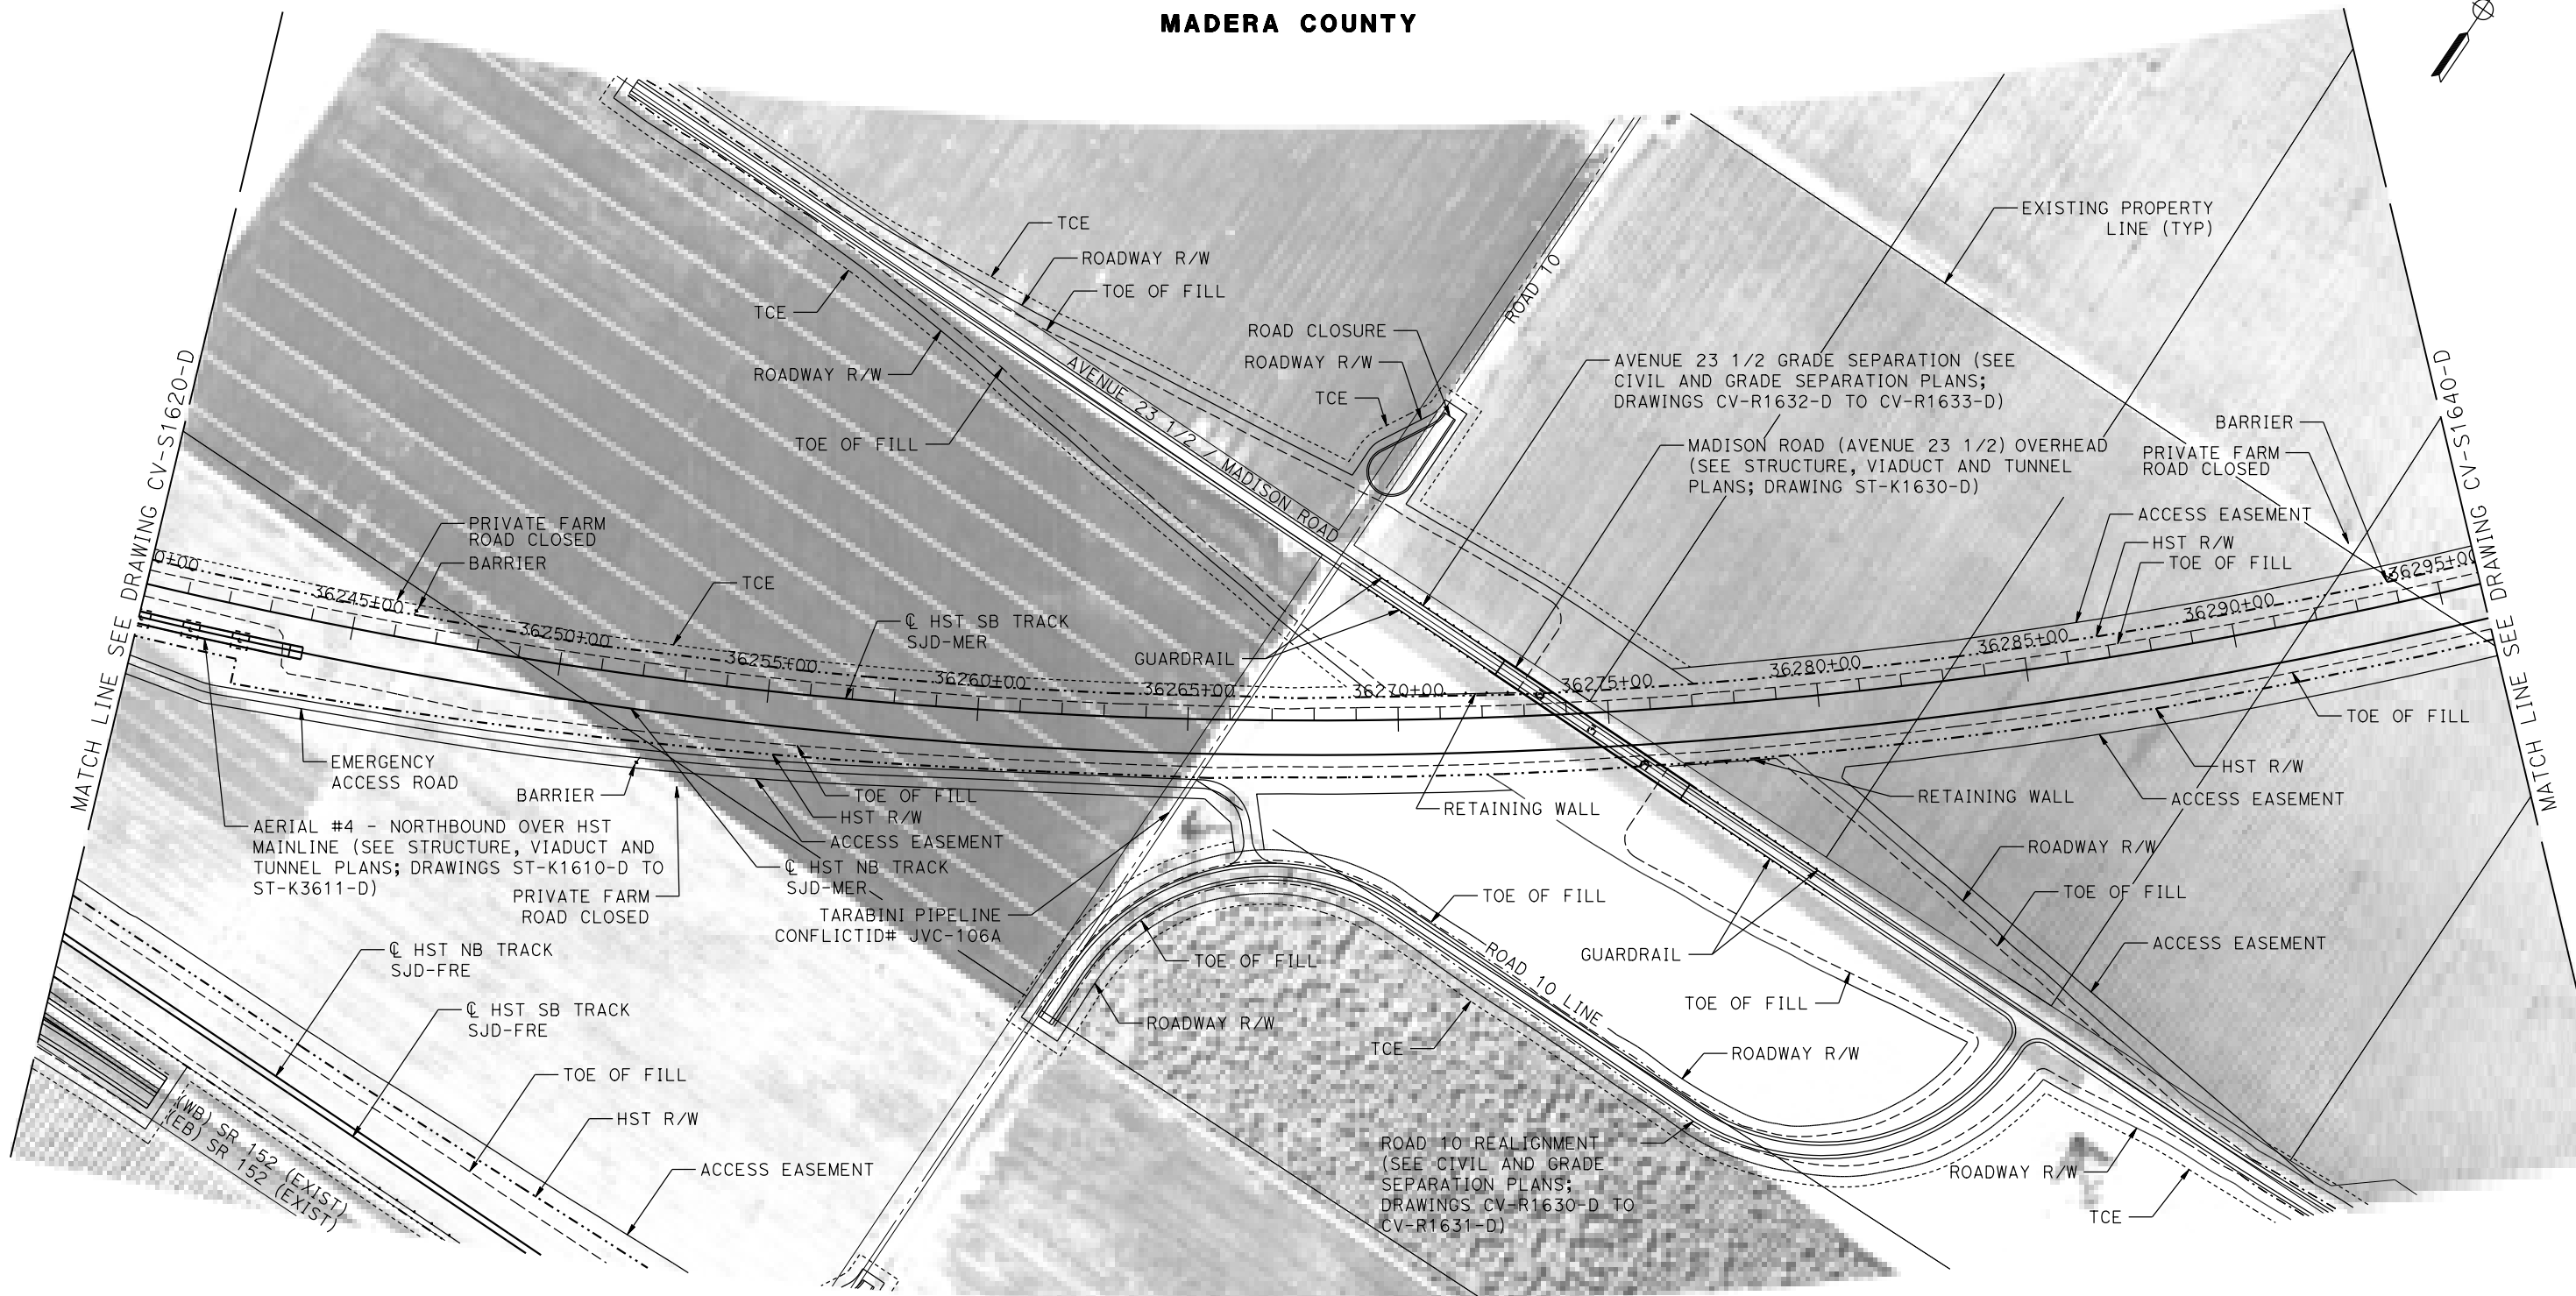 MADERA COUNTY
TCE
ROADWAY R/W
TOE OF FILL
TCE
ROADWAY R/W
TOE OF FILL
AVENUE 23 1/2 / MADISON ROAD
ROAD CLOSURE
ROADWAY R/W
TCE
ROAD 10
EXISTING PROPERTY
LINE (TYP)
AVENUE 23 1/2 GRADE SEPARATION (SEE
CIVIL AND GRADE SEPARATION PLANS;
DRAWINGS CV-R1632-D TO CV-R1633-D)
MADISON ROAD (AVENUE 23 1/2) OVERHEAD
(SEE STRUCTURE, VIADUCT AND TUNNEL
PLANS; DRAWING ST-K1630-D)
BARRIER
PRIVATE FARM
ROAD CLOSED
ACCESS EASEMENT
HST R/W
TOE OF FILL
MATCH LINE SEE DRAWING CV-S1620-D
MATCH LINE SEE DRAWING CV-S1640-D
PRIVATE FARM
ROAD CLOSED
BARRIER
TCE
℄ HST SB TRACK
SJD-MER
GUARDRAIL
0+00
36245+00
36250+00
36255+00
36260+00
36265+00
36270+00
36275+00
36280+00
36285+00
36290+00
36295+00
EMERGENCY
ACCESS ROAD
BARRIER
AERIAL #4 - NORTHBOUND OVER HST
MAINLINE (SEE STRUCTURE, VIADUCT AND
TUNNEL PLANS; DRAWINGS ST-K1610-D TO
ST-K3611-D)
PRIVATE FARM
ROAD CLOSED
TOE OF FILL
HST R/W
ACCESS EASEMENT
℄ HST NB TRACK
SJD-MER
TARABINI PIPELINE
CONFLICTID# JVC-106A
RETAINING WALL
RETAINING WALL
TOE OF FILL
HST R/W
ACCESS EASEMENT
ROADWAY R/W
TOE OF FILL
ACCESS EASEMENT
TOE OF FILL
GUARDRAIL
TOE OF FILL
ROAD 10 LINE
TOE OF FILL
ROADWAY R/W
TCE
ROADWAY R/W
℄ HST NB TRACK
SJD-FRE
℄ HST SB TRACK
SJD-FRE
TOE OF FILL
HST R/W
ACCESS EASEMENT
(WB) SR 152 (EXIST)
(EB) SR 152 (EXIST)
ROAD 10 REALIGNMENT
(SEE CIVIL AND GRADE
SEPARATION PLANS;
DRAWINGS CV-R1630-D TO
CV-R1631-D)
ROADWAY R/W
TCE